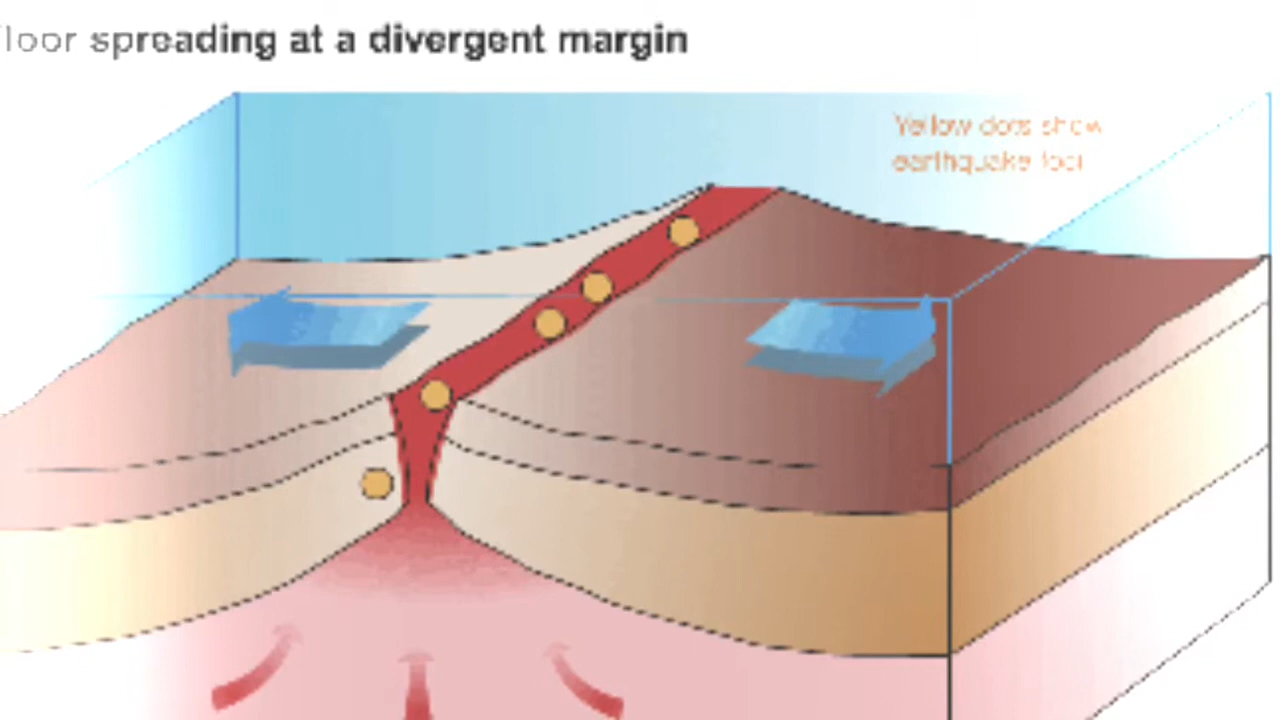 loor spreading at a divergent margin
Yellow dots show
earthquake foci